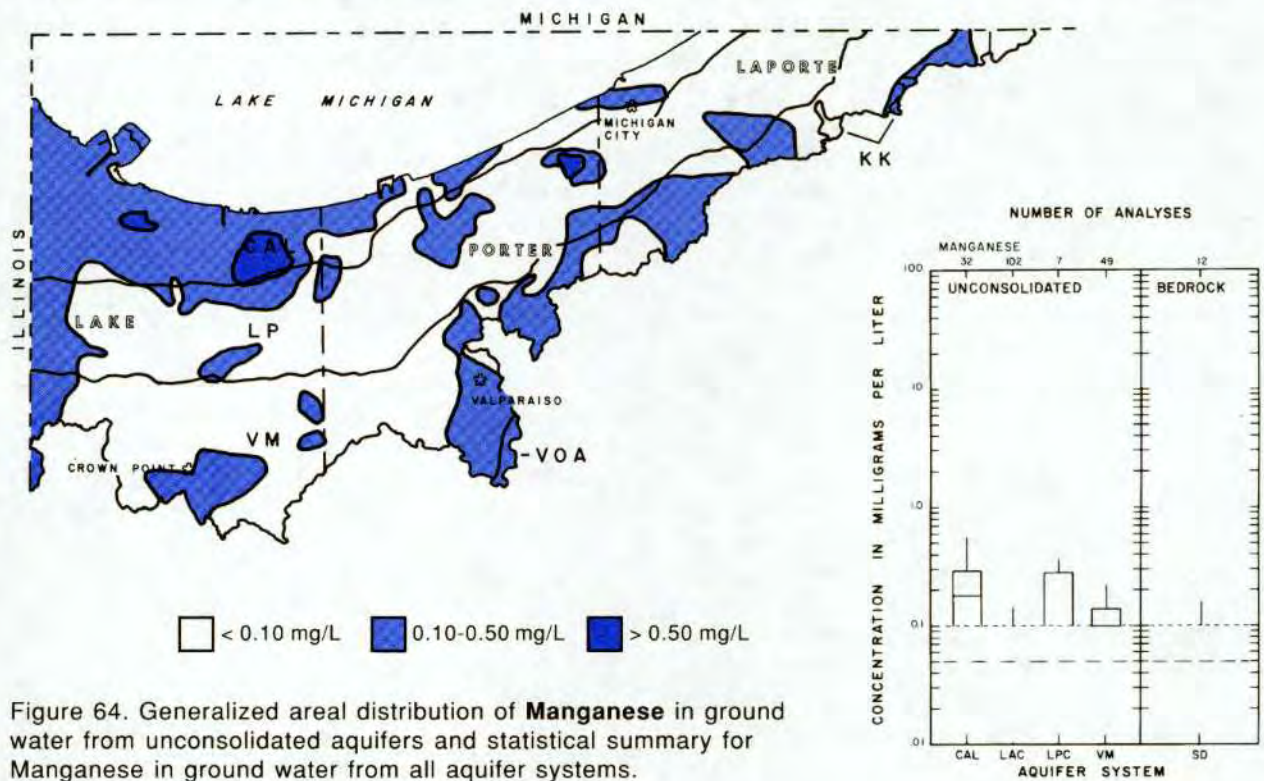 MICHIGAN
LAKE MICHIGAN
LAPORTE
MICHIGAN
CITY
KK
ILLINOIS
CAL
PORTER
LAKE
LP
VALPARAISO
VM
-VOA
CROWN POINT
< 0.10 mg/L
0.10-0.50 mg/L
> 0.50 mg/L
Figure 64. Generalized areal distribution of Manganese in ground
water from unconsolidated aquifers and statistical summary for
Manganese in ground water from all aquifer systems.
NUMBER OF ANALYSES
MANGANESE
32 102 7 49 12
UNCONSOLIDATED BEDROCK
CONCENTRATION IN MILLIGRAMS PER LITER
100
10
1.0
0.1
.01
CAL LAC LPC VM SD
AQUIFER SYSTEM